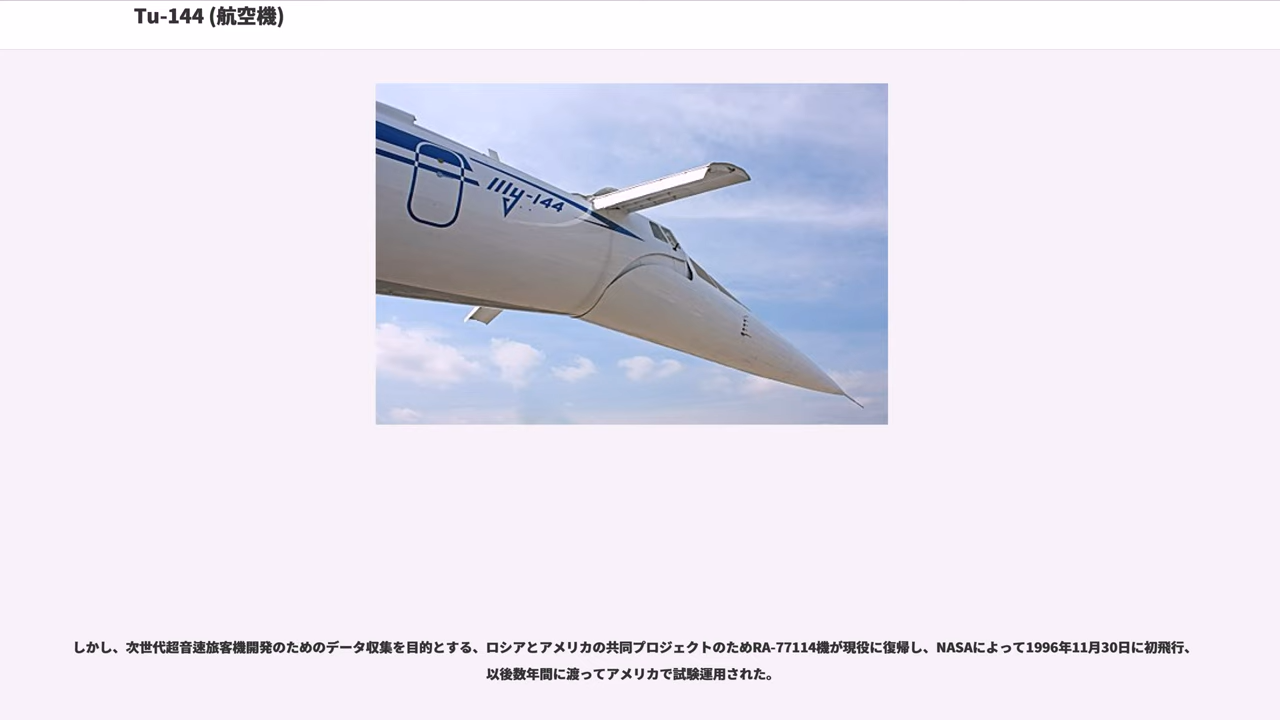 Tu-144 (航空機)
Ту-144
しかし、次世代超音速旅客機開発のためのデータ収集を目的とする、ロシアとアメリカの共同プロジェクトのためRA-77114機が現役に復帰し、NASAによって1996年11月30日に初飛行、
以後数年間に渡ってアメリカで試験運用された。